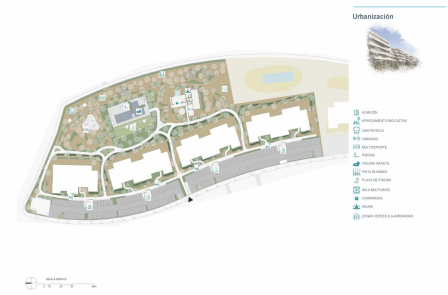 Urbanización
ALMACÉN
APARCAMIENTO BICICLETAS
GASTROTECA
GIMNASIO
MULTIDEPORTE
PISCINA
PISCINA INFANTIL
PISTA RUNNING
PLAYA DE PISCINA
SALA MULTIUSOS
COWORKING
SAUNA
ZONAS VERDES O AJARDINADAS
ESCALA GRÁFICA